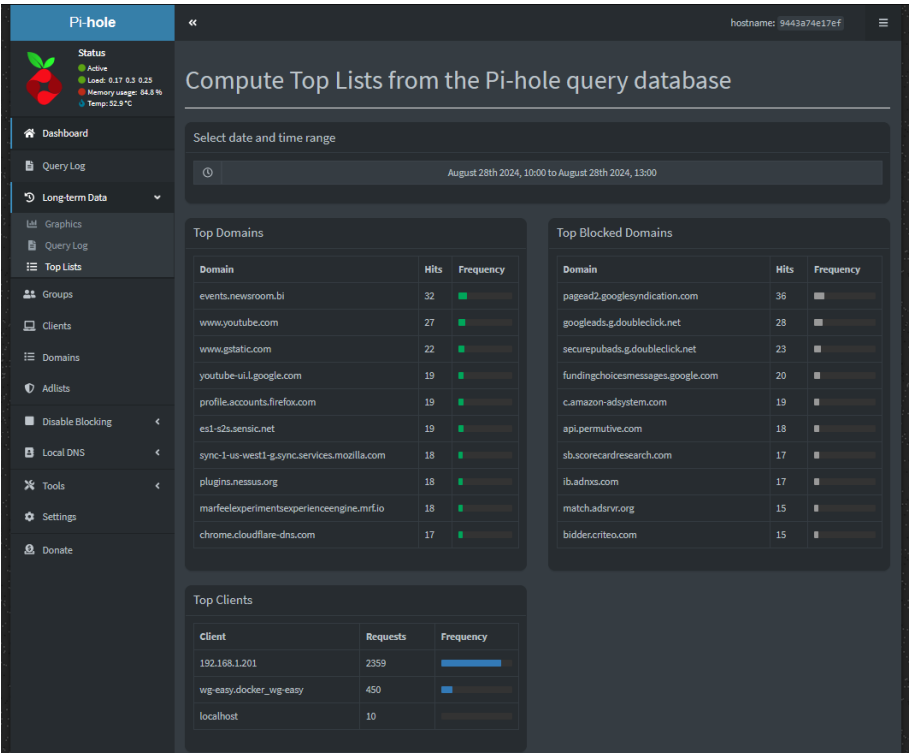 Pi-hole
hostname: 9443a74e17ef
Status
Active
Load: 0.17 0.3 0.25
Memory usage: 84.8 %
Temp: 52.9 °C
Dashboard
Query Log
Long-term Data
Graphics
Query Log
Top Lists
Groups
Clients
Domains
Adlists
Disable Blocking
Local DNS
Tools
Settings
Donate
Compute Top Lists from the Pi-hole query database
Select date and time range
August 28th 2024, 10:00 to August 28th 2024, 13:00
Top Domains
Domain Hits Frequency
events.newsroom.bi 32
www.youtube.com 27
www.gstatic.com 22
youtube-ui.l.google.com 19
profile.accounts.firefox.com 19
es1-s2s.sensic.net 19
sync-1-us-west1-g.sync.services.mozilla.com 18
plugins.nessus.org 18
marfeelexperimentsexperienceengine.mrf.io 18
chrome.cloudflare-dns.com 17
Top Blocked Domains
Domain Hits Frequency
pagead2.googlesyndication.com 36
googleads.g.doubleclick.net 28
securepubads.g.doubleclick.net 23
fundingchoicesmessages.google.com 20
c.amazon-adsystem.com 19
api.permutive.com 18
sb.scorecardresearch.com 17
ib.adnxs.com 17
match.adsrvr.org 15
bidder.criteo.com 15
Top Clients
Client Requests Frequency
192.168.1.201 2359
wg-easy.docker_wg-easy 450
localhost 10